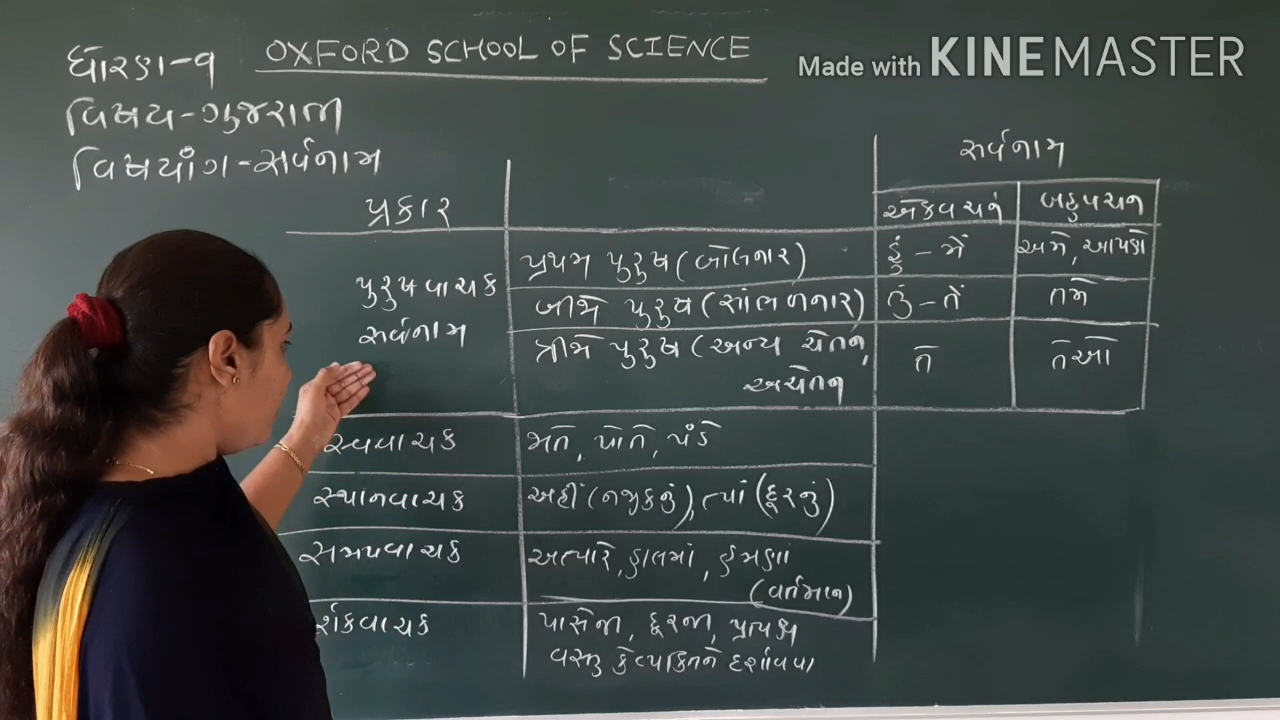 ધોરણ-૧
OXFORD SCHOOL OF SCIENCE
Made with KINEMASTER
વિષય-ગુજરાતી
વિષયાંગ-સર્વનામ
સર્વનામ
પ્રકાર
એકવચન
બહુવચન
પુરુષવાચક
સર્વનામ
પ્રથમ પુરુષ (બોલનાર)
હું - મેં
અમે, આપણે
બીજો પુરુષ (સાંભળનાર)
તું - તેં
તમે
ત્રીજો પુરુષ (અન્ય ચેતન,
અચેતન
તે
તેઓ
સ્વવાચક
મતે, પોતે, પંડે
સ્થાનવાચક
અહીં (નજીકનું), ત્યાં (દૂરનું)
સમયવાચક
અત્યારે, હાલમાં, હમણાં
(વર્તમાન)
ર્શકવાચક
પાસેના, દૂરના, પ્રત્યક્ષ
વસ્તુ કે વ્યક્તિને દર્શાવવા